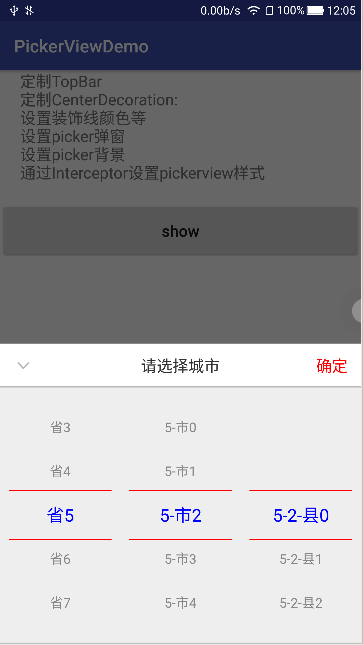 0.00b/s 100% 12:05
PickerViewDemo
定制TopBar
定制CenterDecoration:
设置装饰线颜色等
设置picker弹窗
设置picker背景
通过Interceptor设置pickerview样式
show
请选择城市 确定
省3 5-市0
省4 5-市1
省5 5-市2 5-2-县0
省6 5-市3 5-2-县1
省7 5-市4 5-2-县2